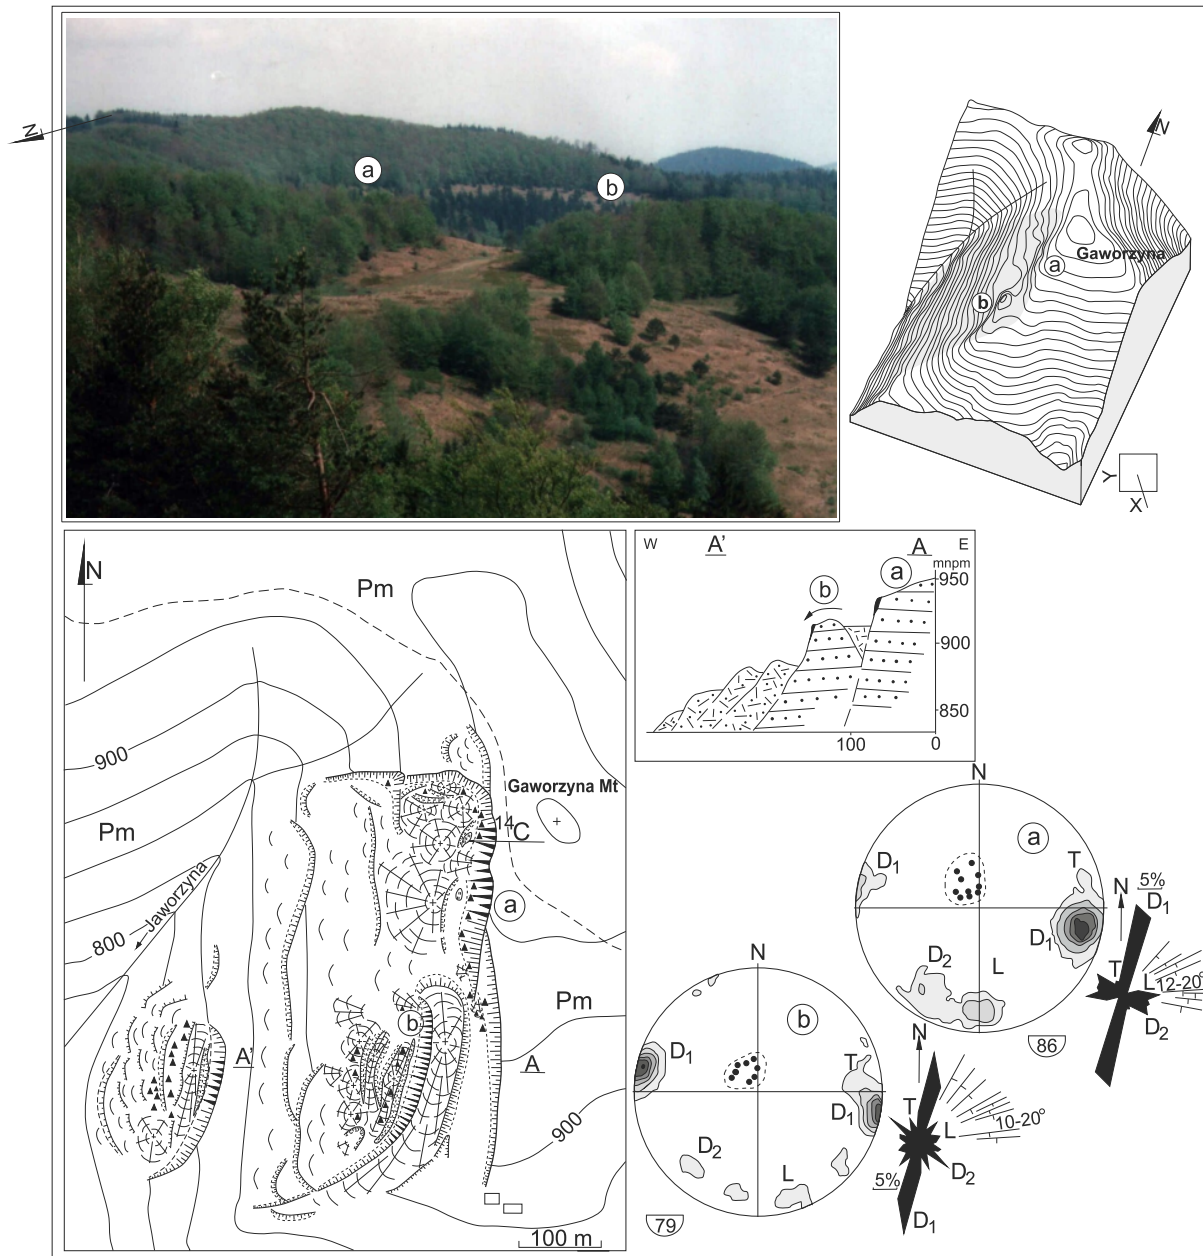 N
a
b
N
Gaworzyna
a
b
Y
X
N
Pm
900
Pm
Jaworzyna
800
Gaworzyna Mt
14C
a
Pm
b
A'
A
900
100 m
W A' A E
mnpm
a
950
b
900
850
100 0
N
a
D1
T
D1
D2
L
86
N
5%
D1
T
L
12-20°
D2
N
b
D1
T
D1
D2
L
79
N
T
L
10-20°
D2
5%
D1